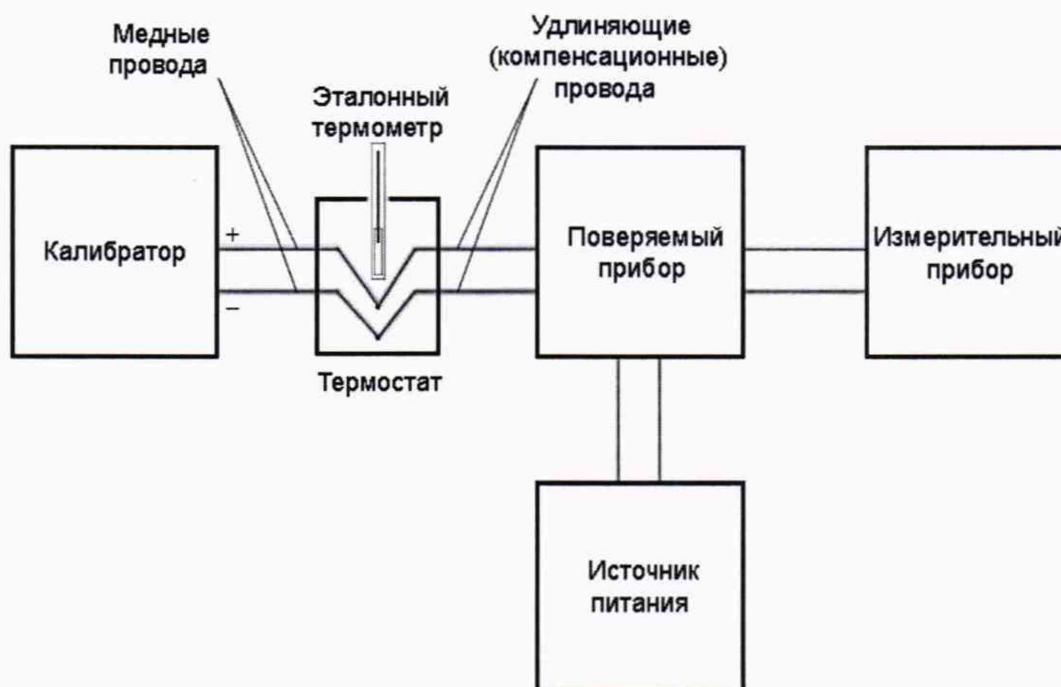 Медные
провода
Удлиняющие
(компенсационные)
провода
Эталонный
термометр
Калибратор
+
−
Термостат
Поверяемый
прибор
Измерительный
прибор
Источник
питания